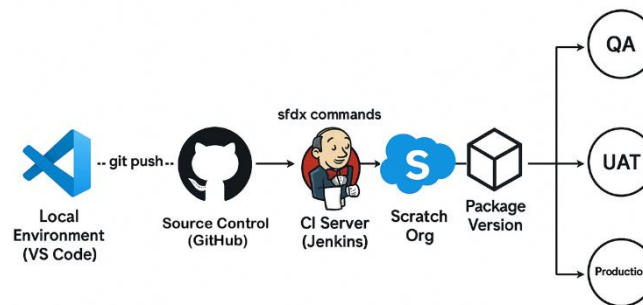 QA
sfdx commands
git push
S
UAT
Local
Environment
(VS Code)
Source Control
(GitHub)
CI Server
(Jenkins)
Scratch
Org
Package
Version
Production